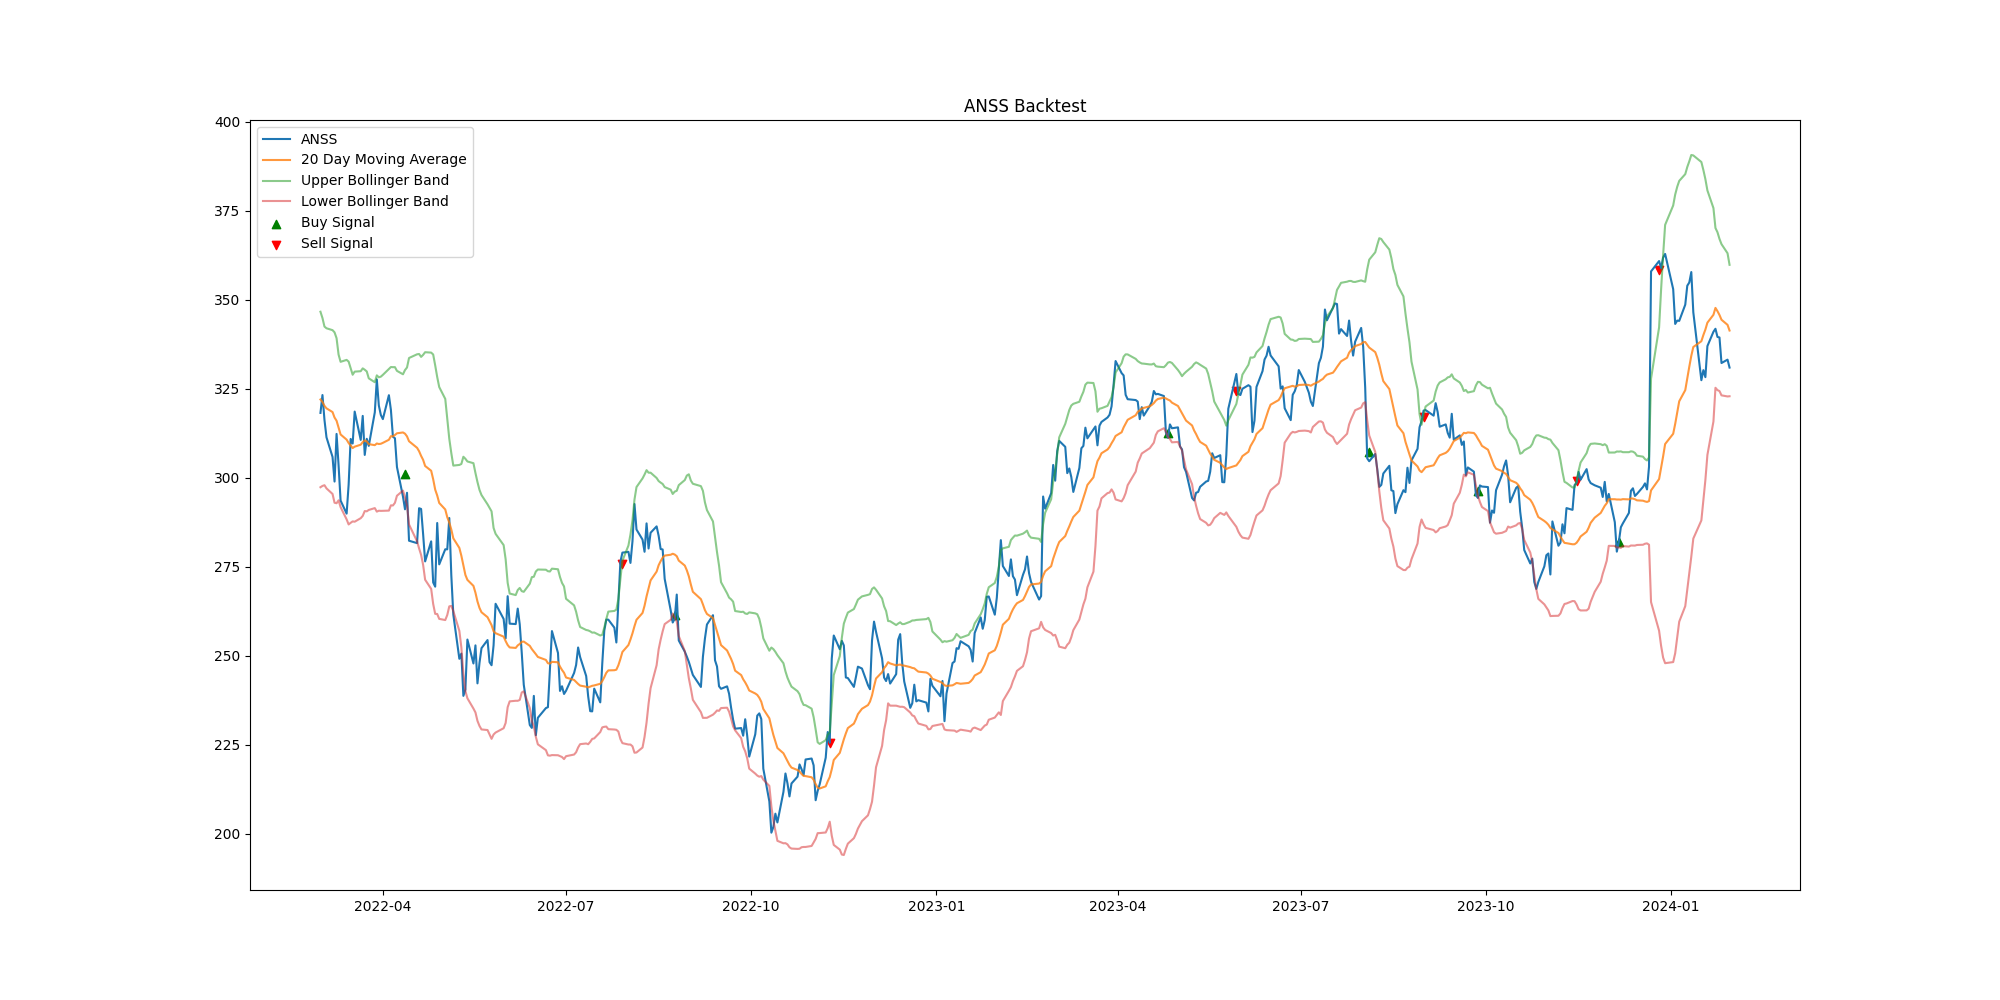 ANSS Backtest
400
375
350
325
300
275
250
225
200
ANSS
20 Day Moving Average
Upper Bollinger Band
Lower Bollinger Band
Buy Signal
Sell Signal
2022-04 2022-07 2022-10 2023-01 2023-04 2023-07 2023-10 2024-01